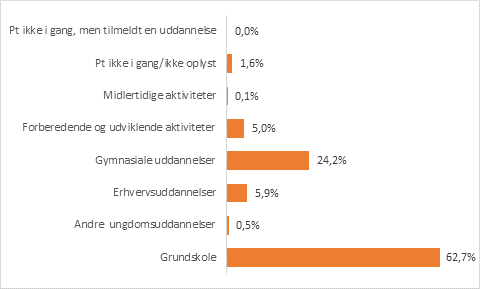 Pt ikke i gang, men tilmeldt en uddannelse 0,0%
Pt ikke i gang/ikke oplyst 1,6%
Midlertidige aktiviteter 0,1%
Forberedende og udviklende aktiviteter 5,0%
Gymnasiale uddannelser 24,2%
Erhvervsuddannelser 5,9%
Andre ungdomsuddannelser 0,5%
Grundskole 62,7%